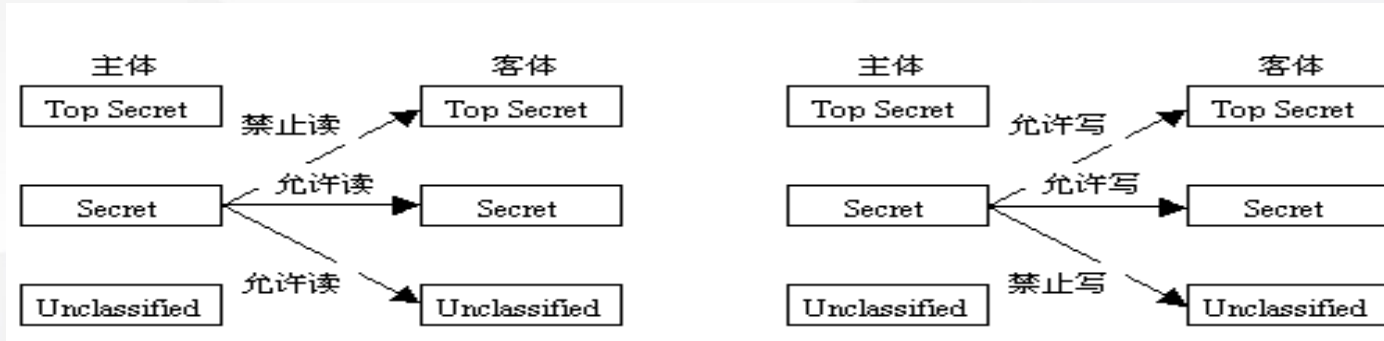 主体 客体 主体 客体
Top Secret 禁止读 Top Secret Top Secret 允许写 Top Secret
允许读 允许写
Secret Secret Secret Secret
允许读 禁止写
Unclassified Unclassified Unclassified Unclassified